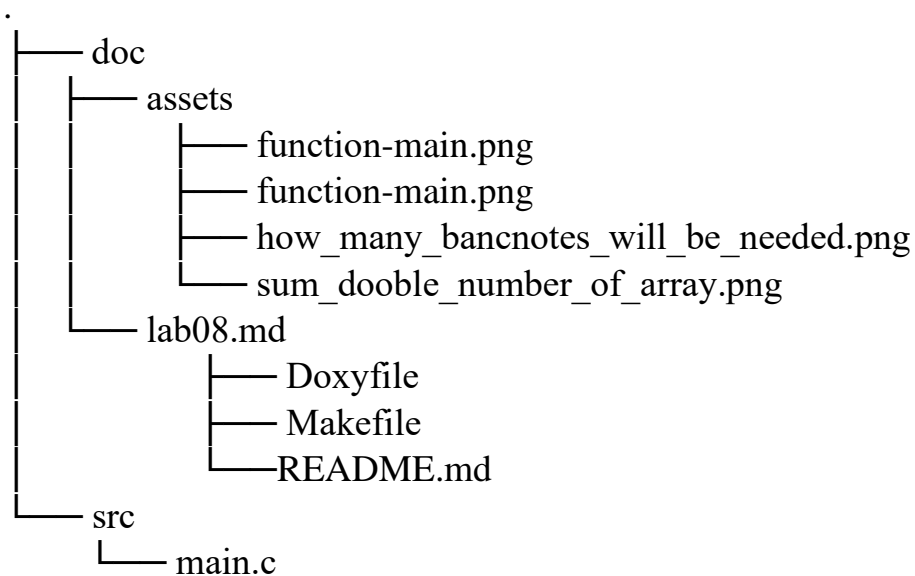 .
doc
assets
function-main.png
function-main.png
how_many_bancnotes_will_be_needed.png
sum_dooble_number_of_array.png
lab08.md
Doxyfile
Makefile
README.md
src
main.c